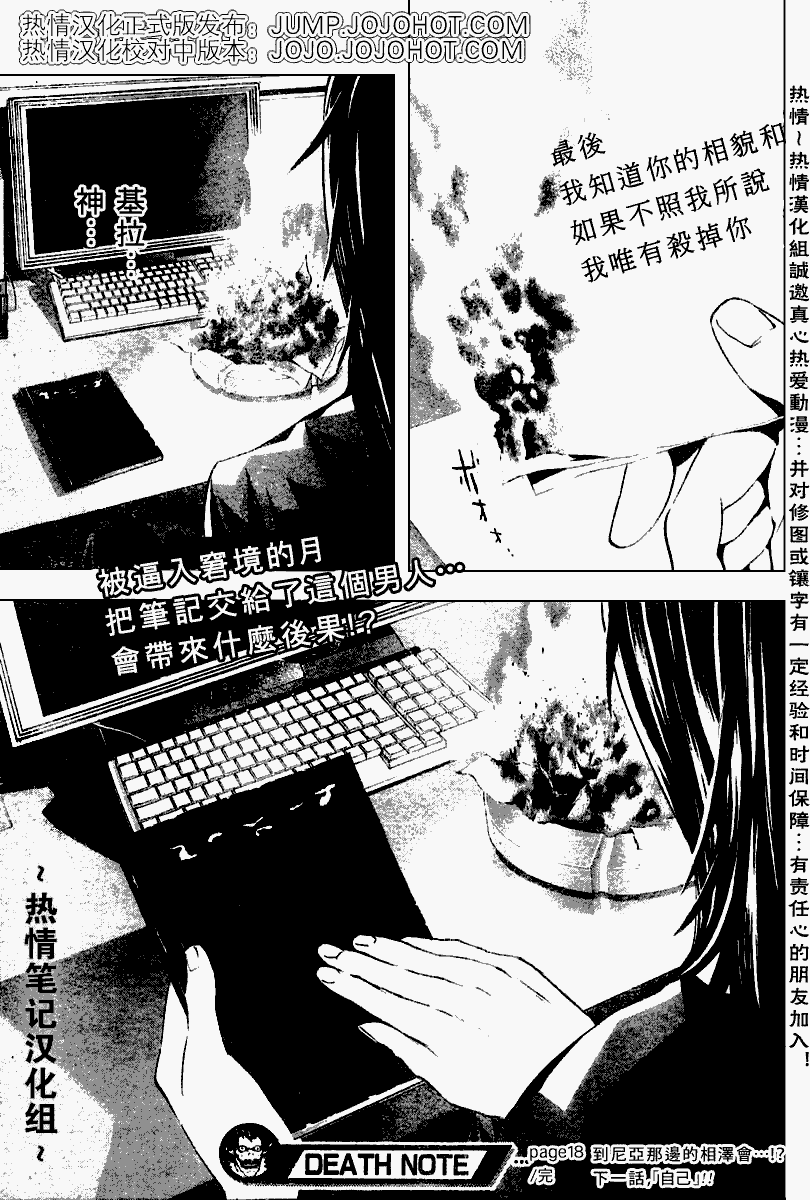 热情汉化正式版发布：JUMP.JOJOHOT.COM
热情汉化校对中版本：JOJO.JOJOHOT.COM
最後
我知道你的相貌和
如果不照我所說
我唯有殺掉你
基拉…
神…
被逼入窘境的月
把筆記交給了這個男人…
會帶來什麼後果!?
~热情笔记汉化组~
DEATH NOTE
…page18/完
到尼亞那邊的相澤會…!?
下一話,「自己」!!
热情~热情漢化組誠邀真心热爱動漫…并对修图或镶字有一定经验和时间保障…有责任心的朋友加入！